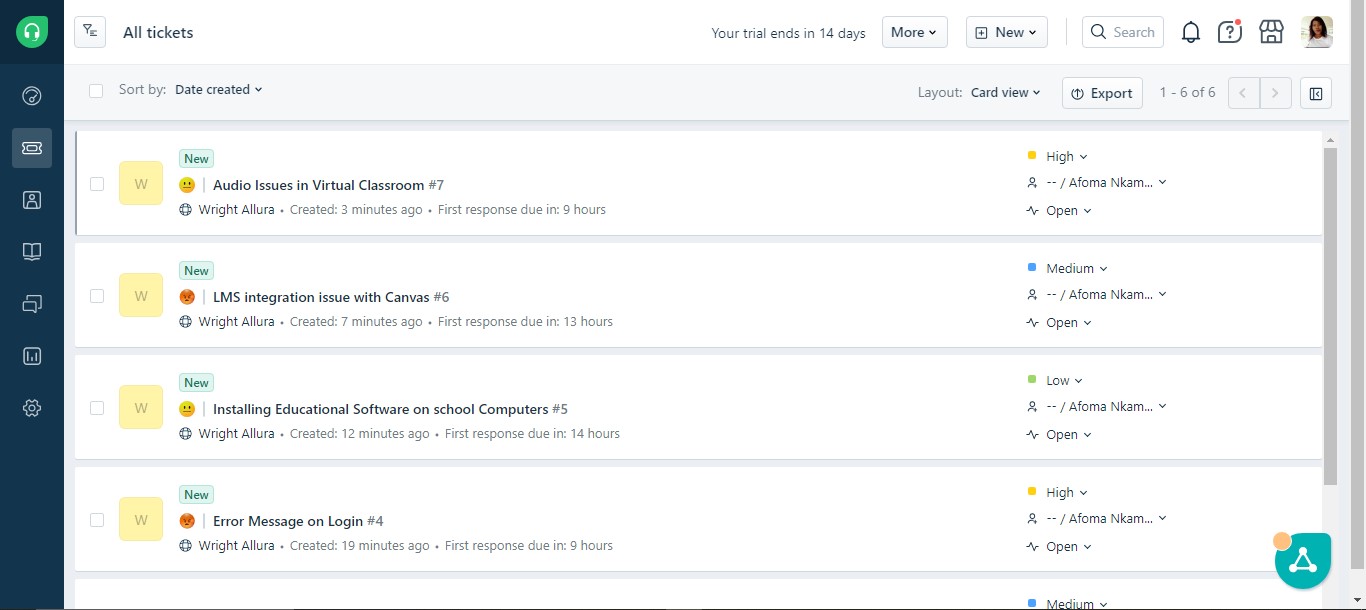 All tickets
Your trial ends in 14 days
More
New
Search
Sort by: Date created
Layout: Card view
Export
1 - 6 of 6
New
W
Audio Issues in Virtual Classroom #7
Wright Allura • Created: 3 minutes ago • First response due in: 9 hours
High
-- / Afoma Nkam...
Open
New
W
LMS integration issue with Canvas #6
Wright Allura • Created: 7 minutes ago • First response due in: 13 hours
Medium
-- / Afoma Nkam...
Open
New
W
Installing Educational Software on school Computers #5
Wright Allura • Created: 12 minutes ago • First response due in: 14 hours
Low
-- / Afoma Nkam...
Open
New
W
Error Message on Login #4
Wright Allura • Created: 19 minutes ago • First response due in: 9 hours
High
-- / Afoma Nkam...
Open
Medium